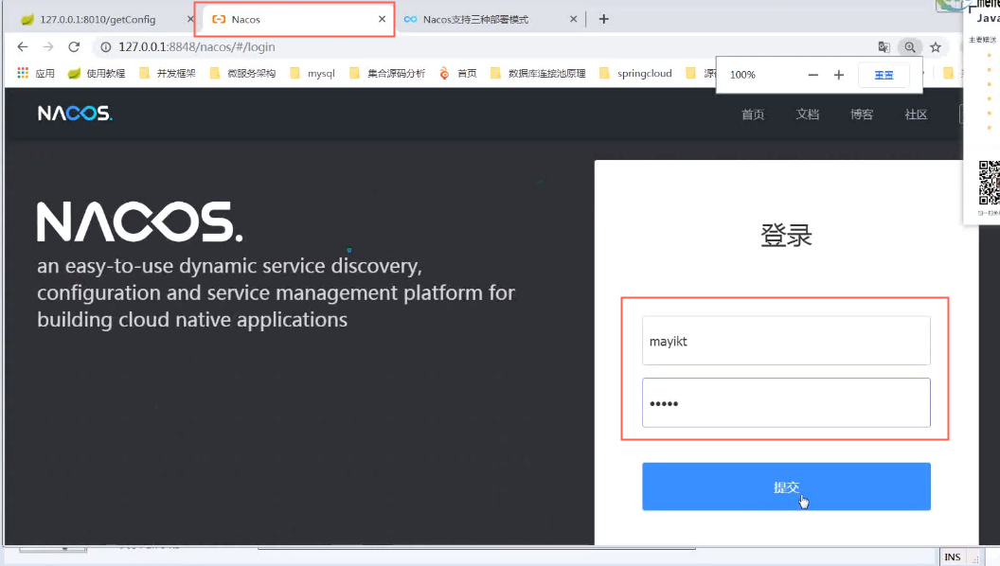 127.0.0.1:8010/getConfig
Nacos
Nacos支持三种部署模式
127.0.0.1:8848/nacos/#/login
应用 使用教程 并发框架 微服务架构 mysql 集合源码分析 首页 数据库连接池原理 springcloud
100% 重置
Java
主要赠送
NACOS.
首页 文档 博客 社区
NACOS.
an easy-to-use dynamic service discovery,
configuration and service management platform for
building cloud native applications
登录
mayikt
•••••
提交
INS